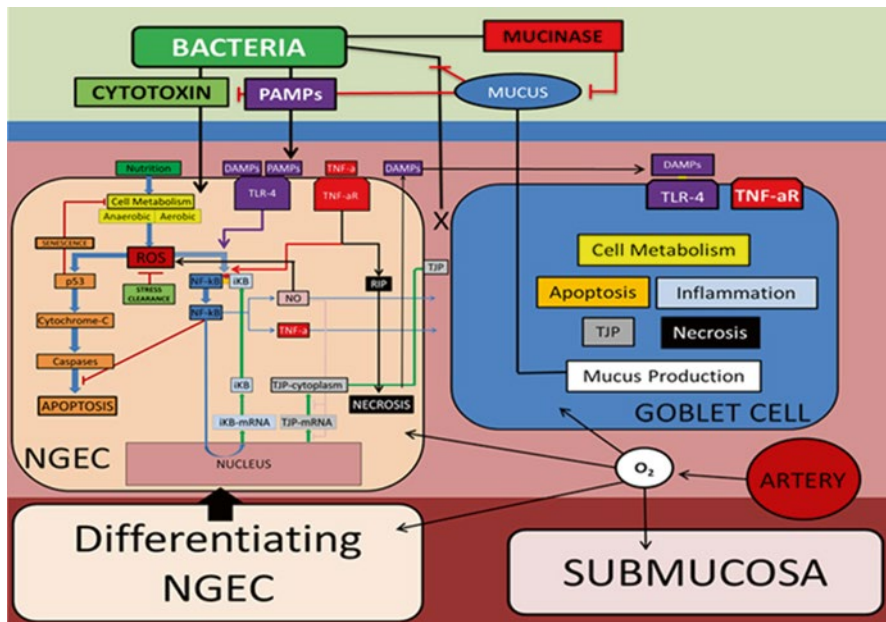 BACTERIA
MUCINASE
CYTOTOXIN
PAMPs
MUCUS
Nutrition
DAMPs
PAMPs
TNF-a
DAMPs
DAMPs
Cell Metabolism
Anaerobic
Aerobic
TLR-4
TNF-aR
TLR-4
TNF-aR
X
SENESCENCE
ROS
Cell Metabolism
TJP
p53
STRESS
CLEARANCE
NF-kB
iKB
NO
RIP
Apoptosis
Inflammation
Cytochrome-C
NF-kB
TNF-a
TJP
Necrosis
Caspases
iKB
TJP-cytoplasm
Mucus Production
APOPTOSIS
NECROSIS
GOBLET CELL
iKB-mRNA
TJP-mRNA
NGEC
NUCLEUS
O₂
ARTERY
Differentiating
NGEC
SUBMUCOSA